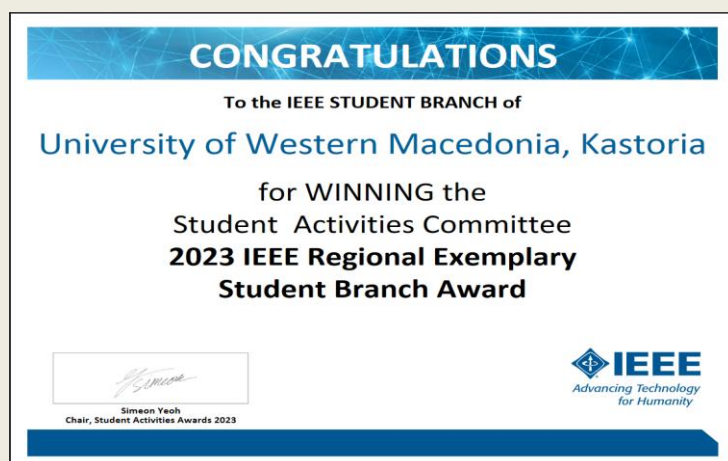 CONGRATULATIONS
To the IEEE STUDENT BRANCH of
University of Western Macedonia, Kastoria
for WINNING the
Student Activities Committee
2023 IEEE Regional Exemplary
Student Branch Award
Simeon
Simeon Yeoh
Chair, Student Activities Awards 2023
IEEE
Advancing Technology
for Humanity